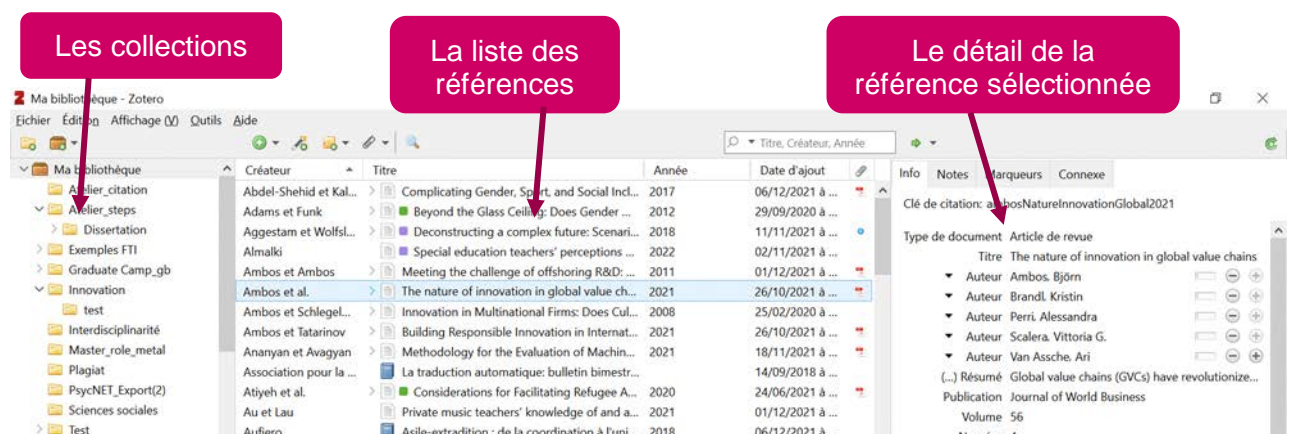 Les collections
La liste des
références
Le détail de la
référence sélectionnée
Ma bibliothèque - Zotero
Fichier Édition Affichage (V) Outils Aide
Titre, Créateur, Année
Ma bibliothèque
Atelier_citation
Atelier_steps
Dissertation
Exemples FTI
Graduate Camp_gb
Innovation
test
Interdisciplinarité
Master_role_metal
Plagiat
PsycNET_Export(2)
Sciences sociales
Test
Créateur Titre Année Date d'ajout
Abdel-Shehid et Kal... Complicating Gender, Sport, and Social Incl... 2017 06/12/2021 à ...
Adams et Funk Beyond the Glass Ceiling: Does Gender ... 2012 29/09/2020 à ...
Aggestam et Wolfsl... Deconstructing a complex future: Scenari... 2018 11/11/2021 à ...
Almalki Special education teachers' perceptions ... 2022 02/11/2021 à ...
Ambos et Ambos Meeting the challenge of offshoring R&D: ... 2011 01/12/2021 à ...
Ambos et al. The nature of innovation in global value ch... 2021 26/10/2021 à ...
Ambos et Schlegel... Innovation in Multinational Firms: Does Cul... 2008 25/02/2020 à ...
Ambos et Tatarinov Building Responsible Innovation in Internat... 2021 26/10/2021 à ...
Ananyan et Avagyan Methodology for the Evaluation of Machin... 2021 18/11/2021 à ...
Association pour la ... La traduction automatique: bulletin bimestr... 14/09/2018 à ...
Atiyeh et al. Considerations for Facilitating Refugee A... 2020 24/06/2021 à ...
Au et Lau Private music teachers' knowledge of and a... 2021 01/12/2021 à ...
Aufiero Asile-extradition : de la coordination à l'uni... 2018 06/12/2021 à ...
Info Notes Marqueurs Connexe
Clé de citation: ambosNatureInnovationGlobal2021
Type de document Article de revue
Titre The nature of innovation in global value chains
Auteur Ambos, Björn
Auteur Brandl, Kristin
Auteur Perri, Alessandra
Auteur Scalera, Vittoria G.
Auteur Van Assche, Ari
(...) Résumé Global value chains (GVCs) have revolutionize...
Publication Journal of World Business
Volume 56